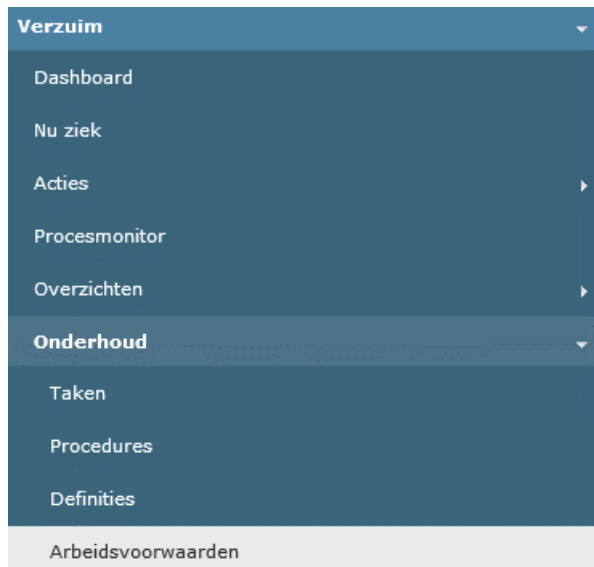 Verzuim
Dashboard
Nu ziek
Acties
Procesmonitor
Overzichten
Onderhoud
Taken
Procedures
Definities
Arbeidsvoorwaarden